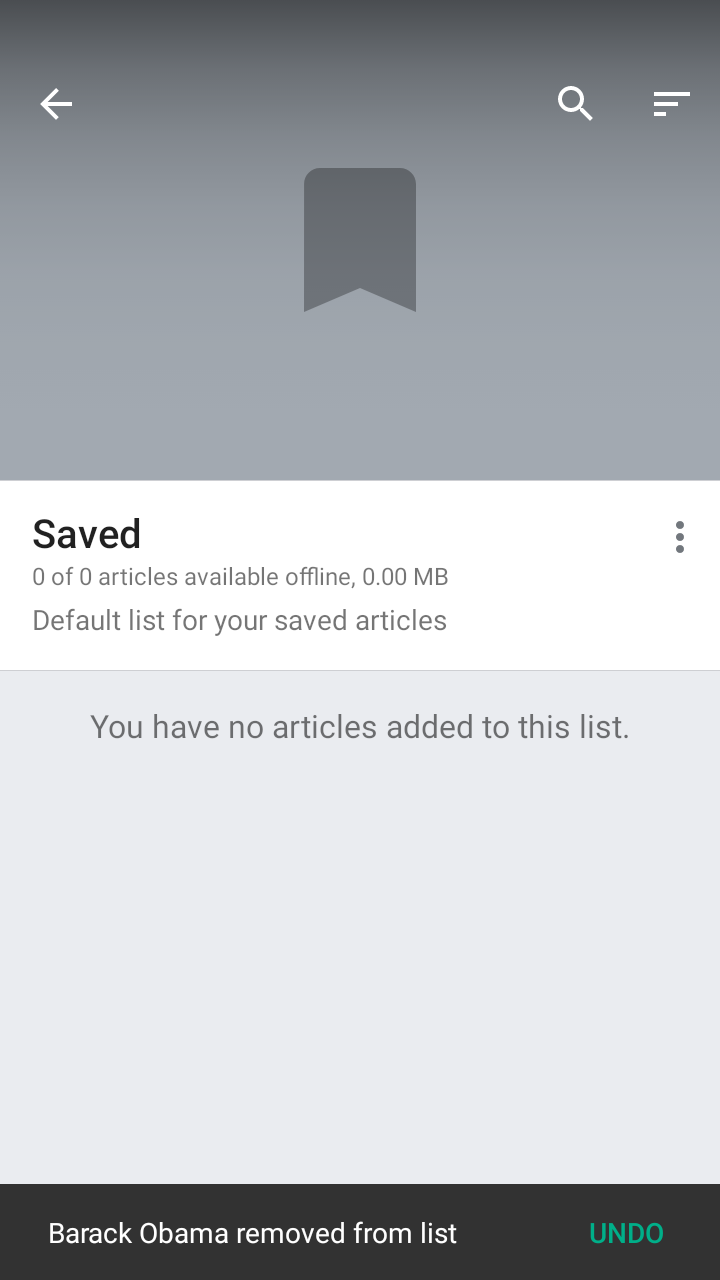 Saved
0 of 0 articles available offline, 0.00 MB
Default list for your saved articles
You have no articles added to this list.
Barack Obama removed from list UNDO